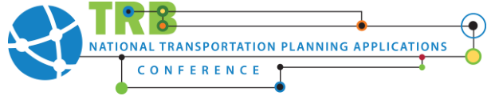 TRB
NATIONAL TRANSPORTATION PLANNING APPLICATIONS
CONFERENCE